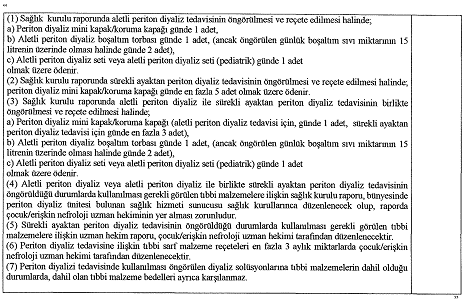 (1) Sağlık kurulu raporunda aletli periton diyaliz tedavisinin öngörülmesi ve reçete edilmesi halinde;
a) Periton diyaliz mini kapak/koruma kapağı günde 1 adet,
b) Aletli periton diyaliz boşaltım torbası günde 1 adet, (ancak öngörülen günlük boşaltım sıvı miktarının 15
litrenin üzerinde olması halinde günde 2 adet),
c) Aletli periton diyaliz seti veya aletli periton diyaliz seti (pediatrik) günde 1 adet
olmak üzere ödenir.
(2) Sağlık kurulu raporunda sürekli ayaktan periton diyaliz tedavisinin öngörülmesi ve reçete edilmesi halinde;
periton diyaliz mini kapak/koruma kapağı günde en fazla 5 adet olmak üzere ödenir.
(3) Sağlık kurulu raporunda aletli periton diyaliz ile sürekli ayaktan periton diyaliz tedavisinin birlikte
öngörülmesi ve reçete edilmesi halinde;
a) Periton diyaliz mini kapak/koruma kapağı (aletli periton diyaliz tedavisi için, günde 1 adet, sürekli ayaktan
periton diyaliz tedavisi için günde en fazla 3 adet),
b) Aletli periton diyaliz boşaltım torbası günde 1 adet, (ancak öngörülen günlük boşaltım sıvı miktarının 15
litrenin üzerinde olması halinde günde 2 adet),
c) Aletli periton diyaliz seti veya aletli periton diyaliz seti (pediatrik) günde 1 adet
olmak üzere ödenir.
(4) Aletli periton diyaliz veya aletli periton diyaliz ile birlikte sürekli ayaktan periton diyaliz tedavisinin
öngörüldüğü durumlarda kullanılması gerekli görülen tıbbi malzemelere ilişkin sağlık kurulu raporu, bünyesinde
periton diyaliz ünitesi bulunan sağlık hizmeti sunucusu sağlık kurullarınca düzenlenecek olup, raporda
çocuk/erişkin nefroloji uzman hekiminin yer alması zorunludur.
(5) Sürekli ayaktan periton diyaliz tedavisinin öngörüldüğü durumlarda kullanılması gerekli görülen tıbbi
malzemelere ilişkin uzman hekim raporu, çocuk/erişkin nefroloji uzman hekimi tarafından düzenlenecektir.
(6) Periton diyaliz tedavisine ilişkin tıbbi sarf malzeme reçeteleri en fazla 3 aylık miktarlarda çocuk/erişkin
nefroloji uzman hekimi tarafından düzenlenecektir.
(7) Periton diyalizi tedavisinde kullanılması öngörülen diyaliz solüsyonlarına tıbbi malzemelerin dahil olduğu
durumlarda, dahil olan tıbbi malzeme bedelleri ayrıca karşılanmaz.